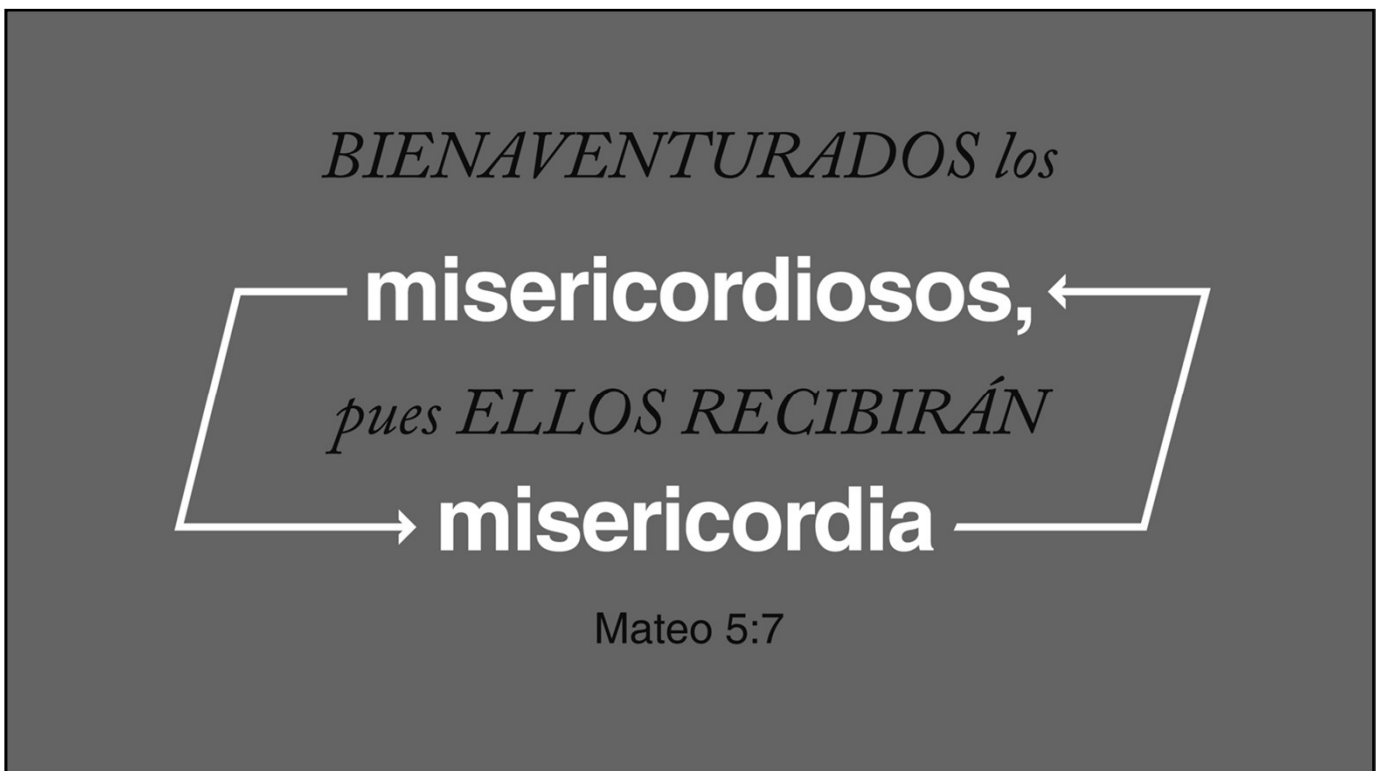 BIENAVENTURADOS los
misericordiosos,
pues ELLOS RECIBIRÁN
misericordia
Mateo 5:7